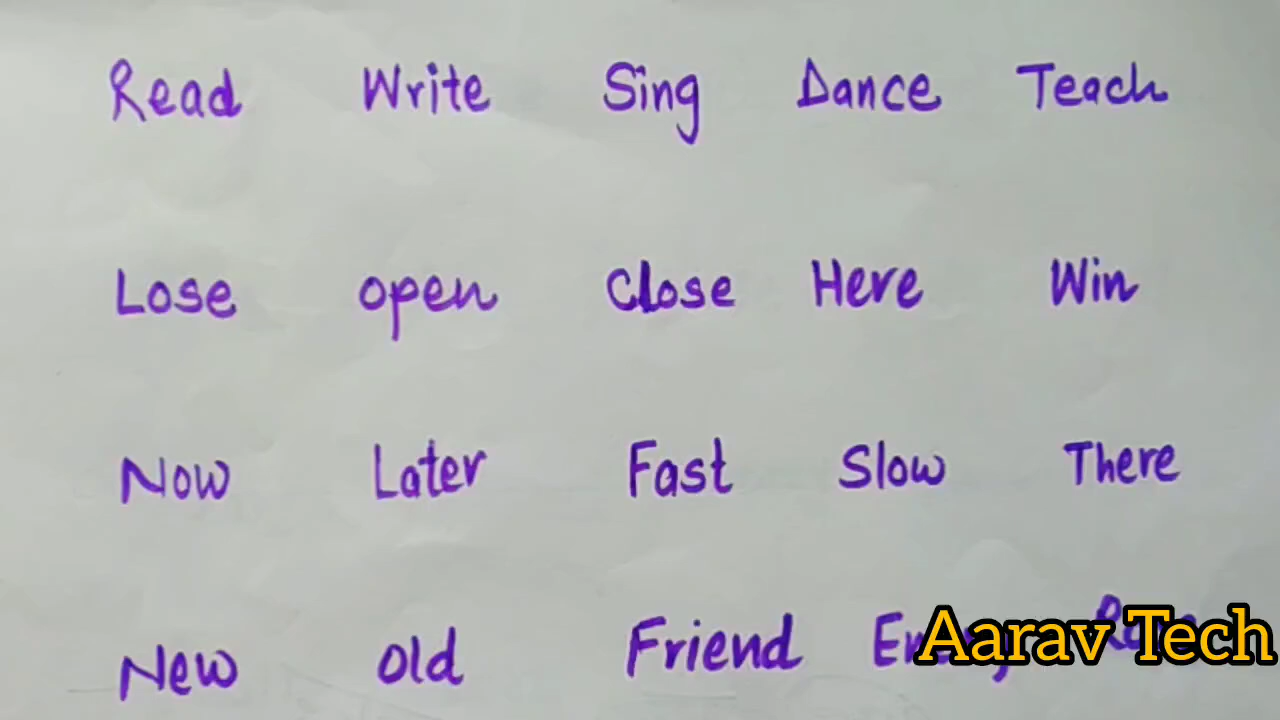 Read Write Sing Dance Teach
Lose open Close Here Win
Now Later Fast Slow There
New old Friend
Aarav Tech